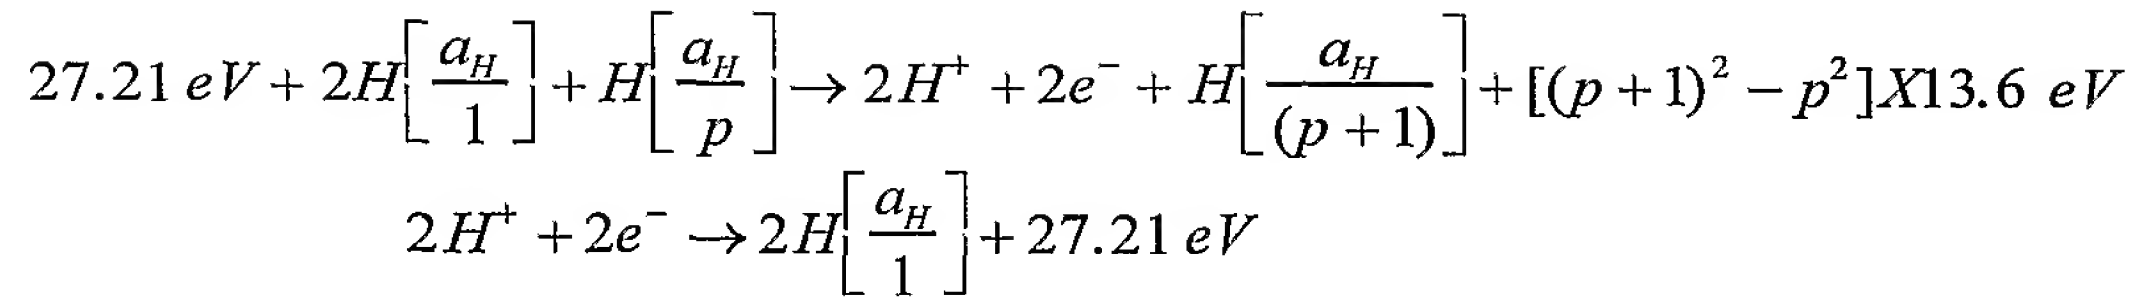 27.21 eV + 2H[a_H/1] + H[a_H/p] → 2H⁺ + 2e⁻ + H[a_H/(p + 1)] + [(p + 1)² − p²]X13.6 eV
2H⁺ + 2e⁻ → 2H[a_H/1] + 27.21 eV